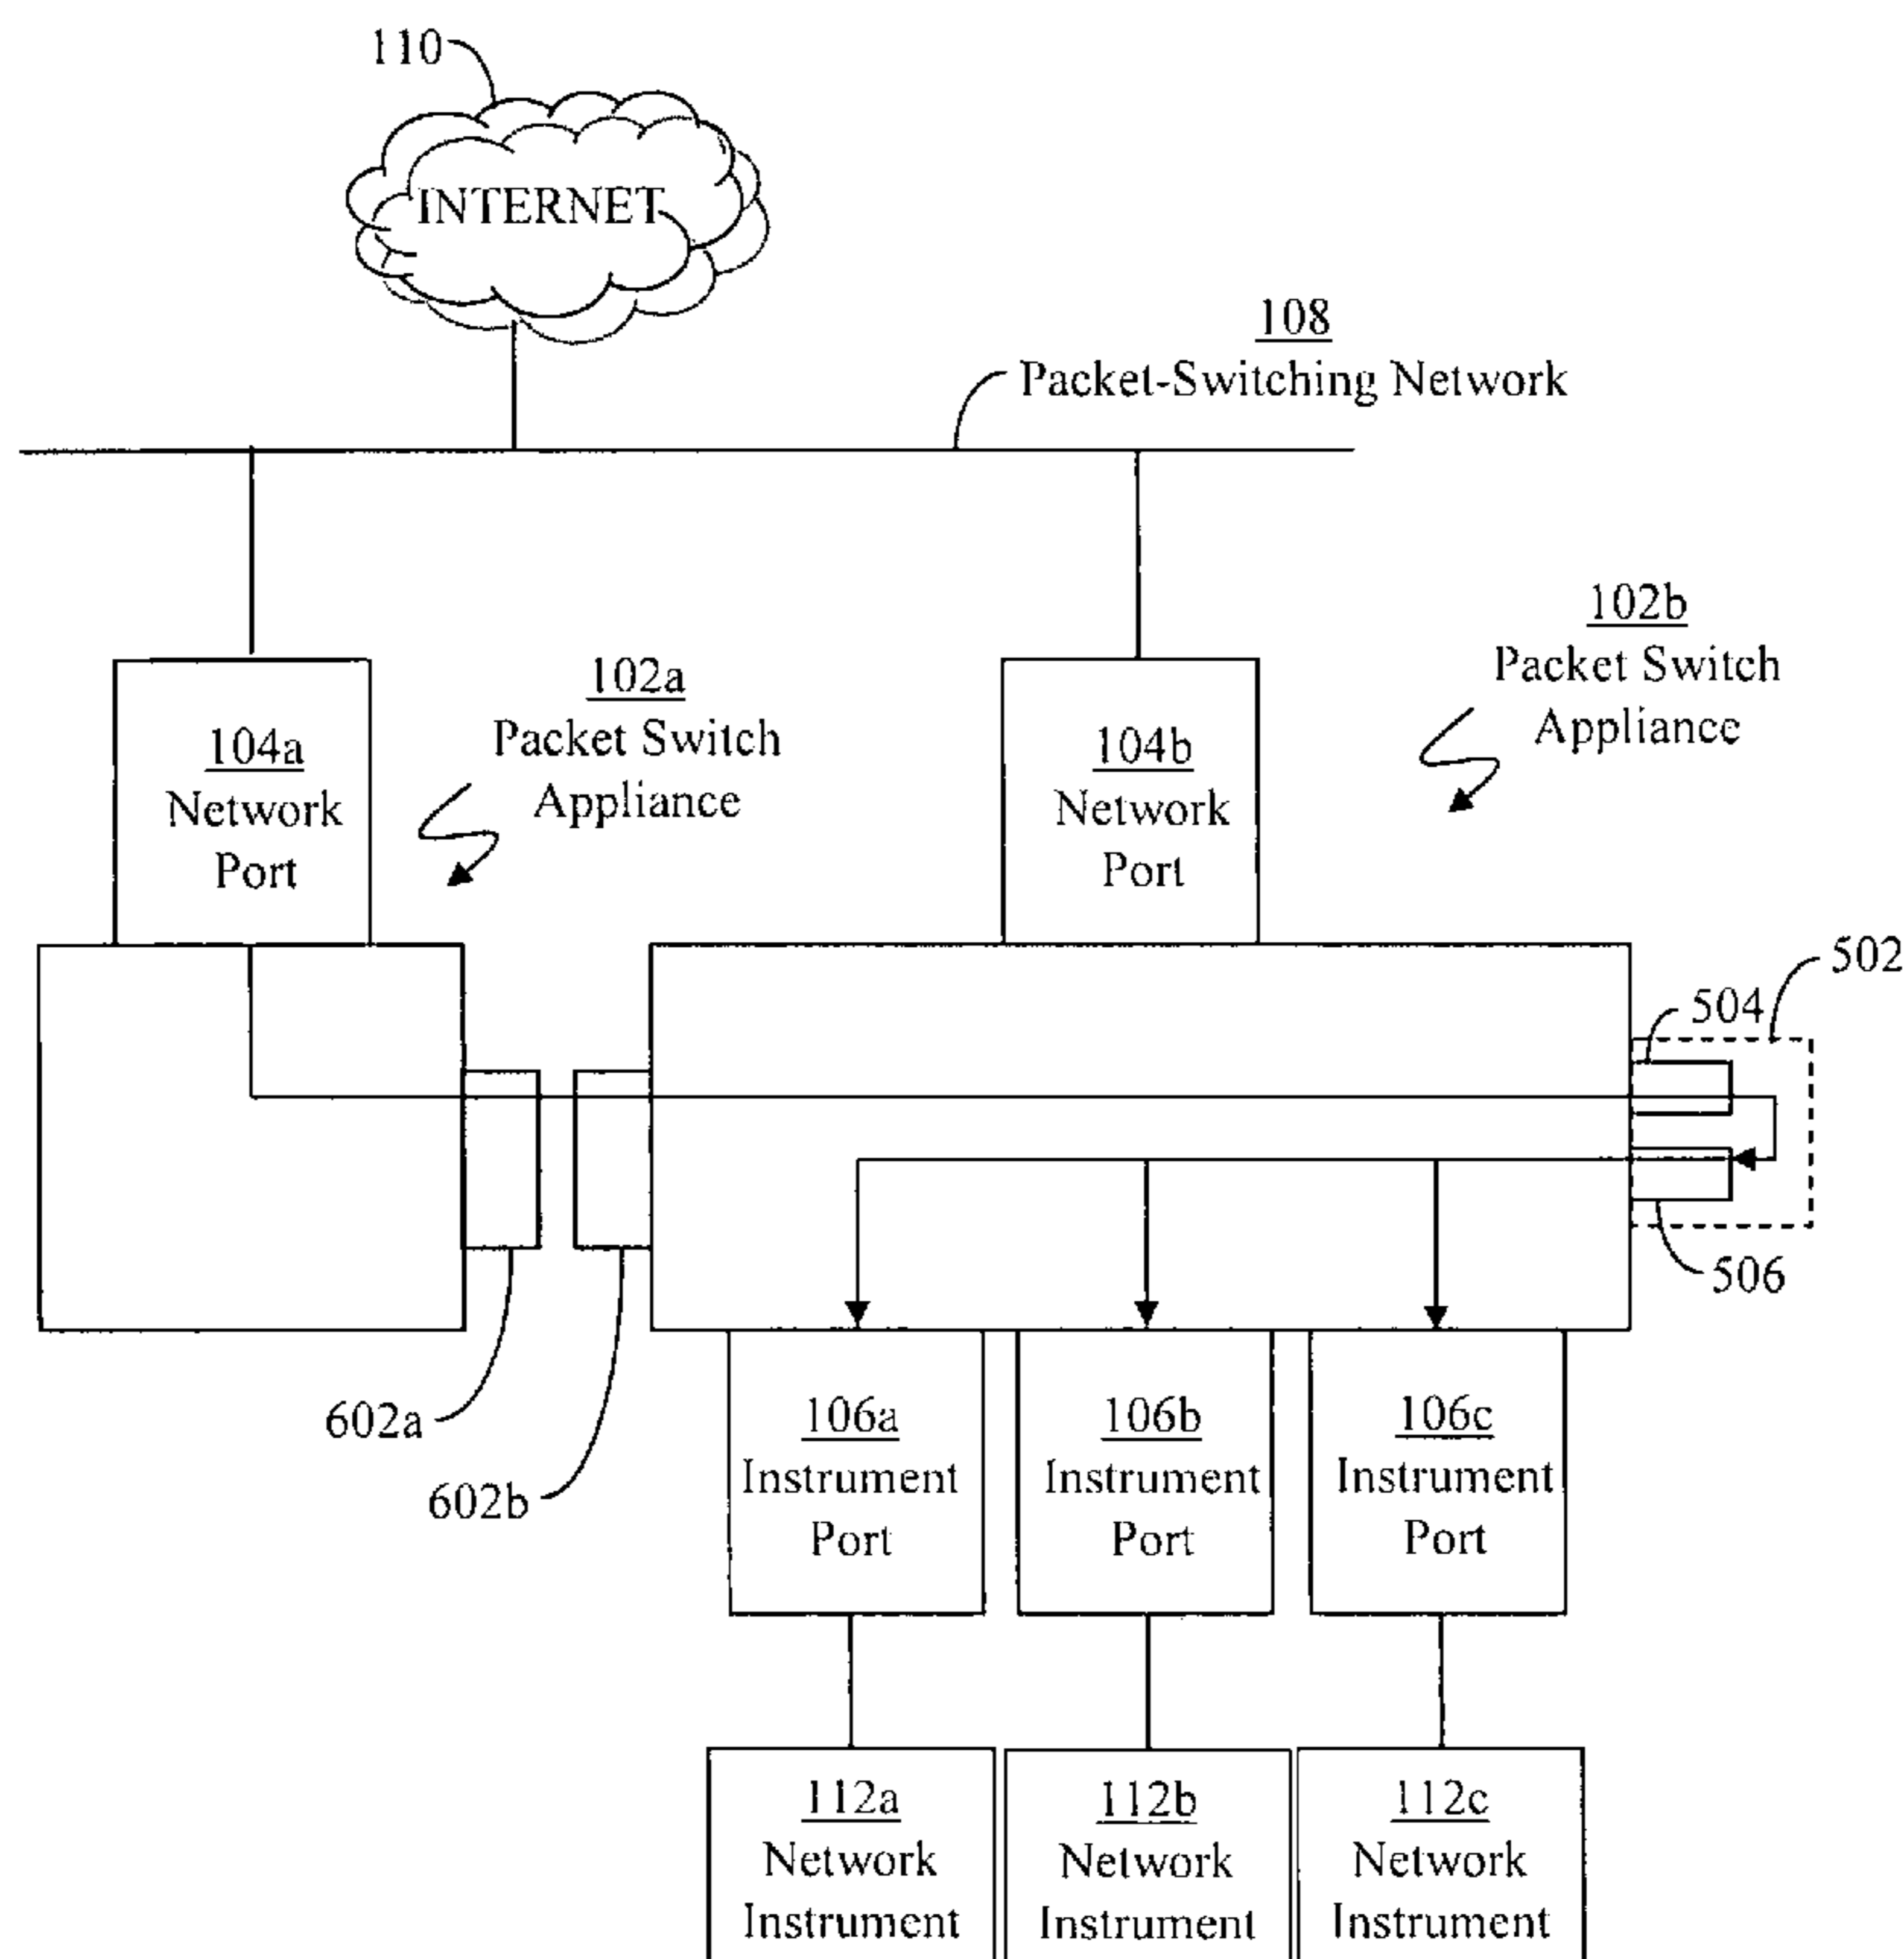 110
INTERNET
108
Packet-Switching Network
102b
Packet Switch
Appliance
102a
Packet Switch
Appliance
104a
Network
Port
104b
Network
Port
502
504
506
602a
602b
106a
Instrument
Port
106b
Instrument
Port
106c
Instrument
Port
112a
Network
Instrument
112b
Network
Instrument
112c
Network
Instrument